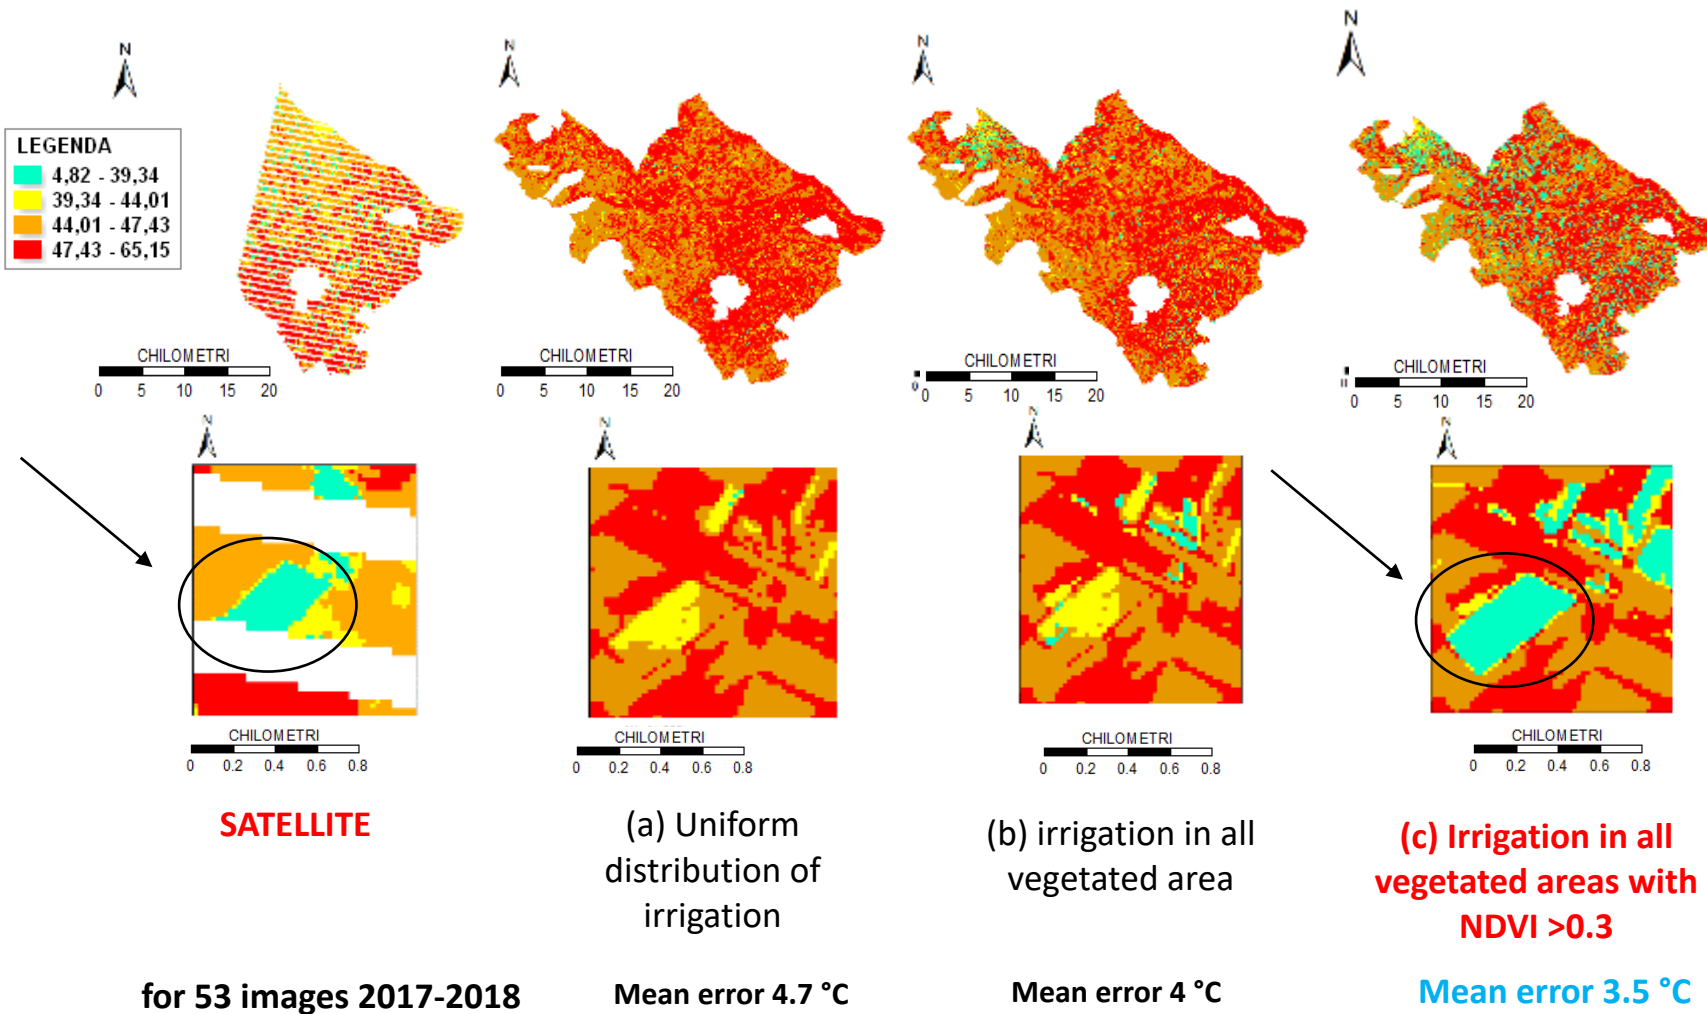 N
N
N
N
LEGENDA
4,82 - 39,34
39,34 - 44,01
44,01 - 47,43
47,43 - 65,15
CHILOMETRI
0 5 10 15 20
CHILOMETRI
0 5 10 15 20
CHILOMETRI
0 5 10 15 20
CHILOMETRI
0 5 10 15 20
N
N
N
N
CHILOMETRI
0 0.2 0.4 0.6 0.8
CHILOMETRI
0 0.2 0.4 0.6 0.8
CHILOMETRI
0 0.2 0.4 0.6 0.8
CHILOMETRI
0 0.2 0.4 0.6 0.8
SATELLITE
(a) Uniform
distribution of
irrigation
(b) irrigation in all
vegetated area
(c) Irrigation in all
vegetated areas with
NDVI >0.3
for 53 images 2017-2018
Mean error 4.7 °C
Mean error 4 °C
Mean error 3.5 °C